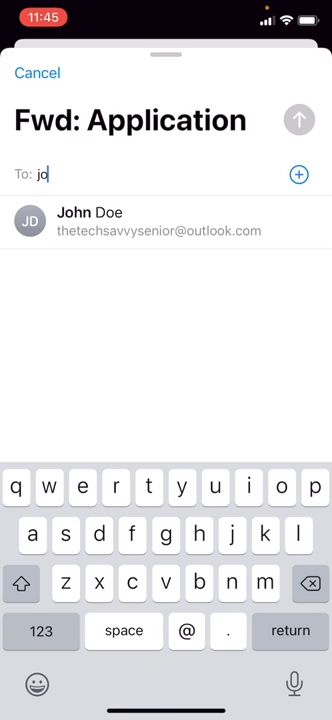 11:45
Cancel
Fwd: Application
To: jo
JD
John Doe
thetechsavvysenior@outlook.com
q w e r t y u i o p
a s d f g h j k l
z x c v b n m
123 space @ . return